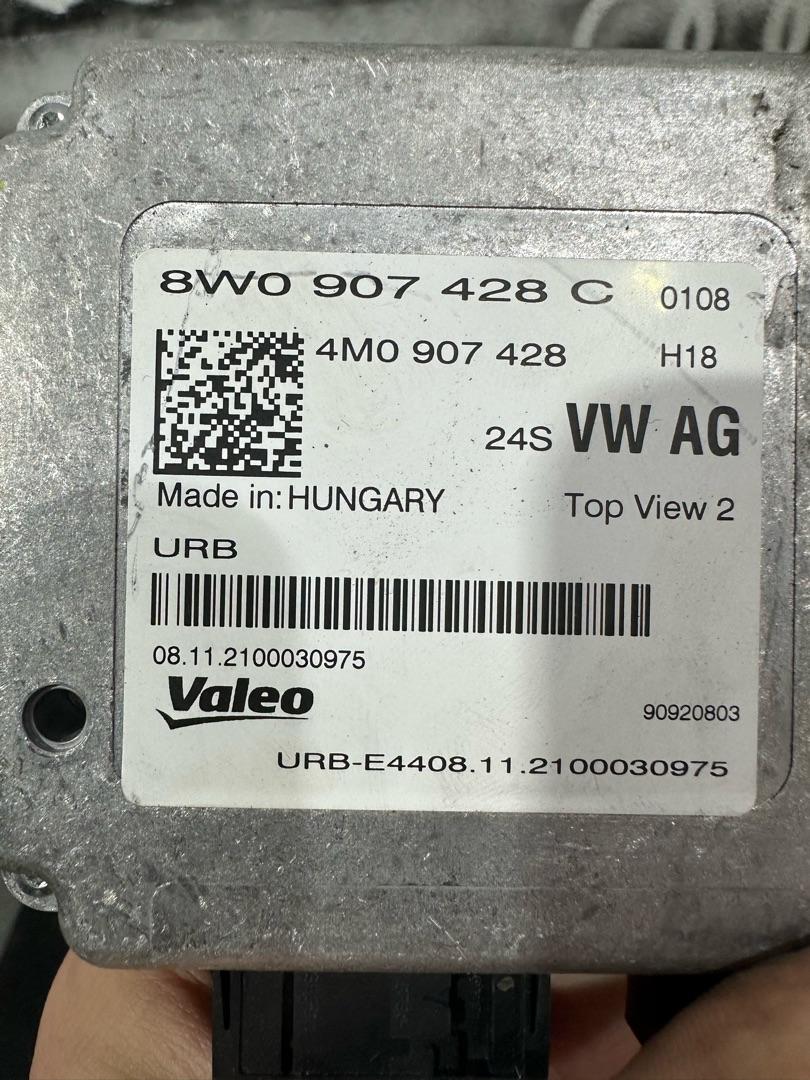 8W0 907 428 C 0108
4M0 907 428 H18
24S VW AG
Made in: HUNGARY Top View 2
URB
08.11.2100030975
Valeo
90920803
URB-E4408.11.2100030975